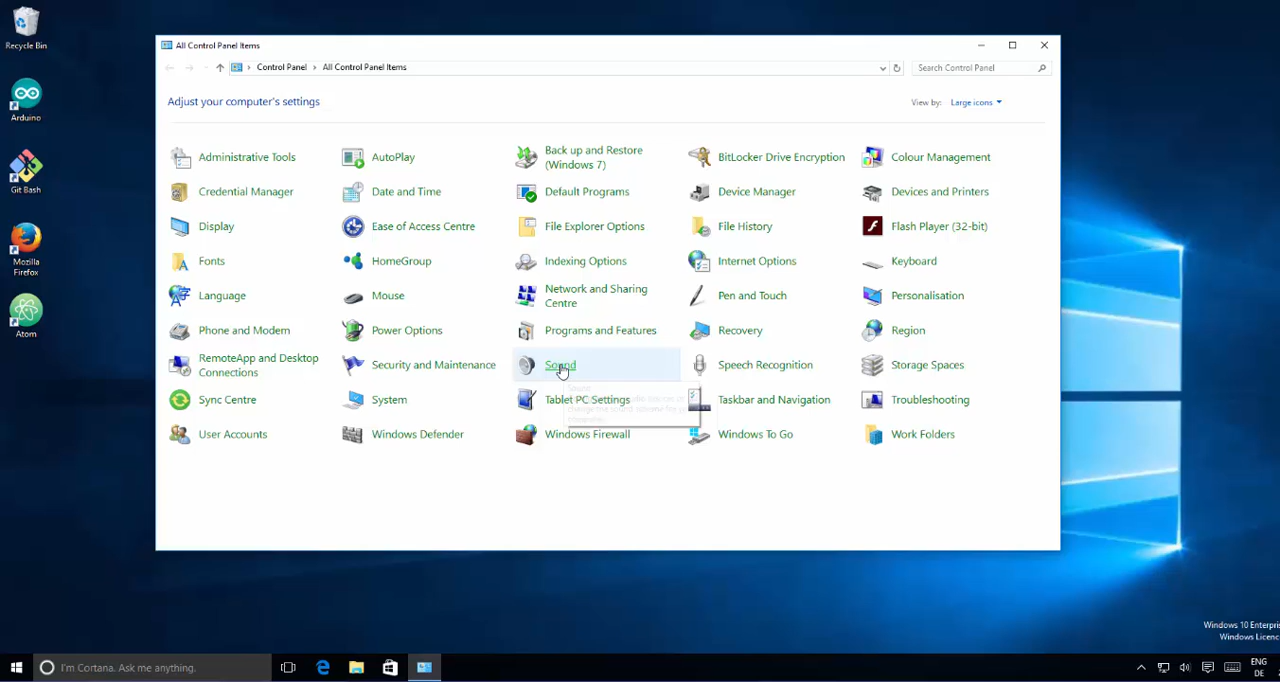 Recycle Bin
Arduino
Git Bash
Mozilla
Firefox
Atom
All Control Panel Items
Control Panel > All Control Panel Items
Search Control Panel
Adjust your computer's settings
View by: Large icons
Administrative Tools
AutoPlay
Back up and Restore
(Windows 7)
BitLocker Drive Encryption
Colour Management
Credential Manager
Date and Time
Default Programs
Device Manager
Devices and Printers
Display
Ease of Access Centre
File Explorer Options
File History
Flash Player (32-bit)
Fonts
HomeGroup
Indexing Options
Internet Options
Keyboard
Language
Mouse
Network and Sharing
Centre
Pen and Touch
Personalisation
Phone and Modem
Power Options
Programs and Features
Recovery
Region
RemoteApp and Desktop
Connections
Security and Maintenance
Sound
Speech Recognition
Storage Spaces
Sync Centre
System
Tablet PC Settings
Taskbar and Navigation
Troubleshooting
User Accounts
Windows Defender
Windows Firewall
Windows To Go
Work Folders
Windows 10 Enterpris
Windows Licenc
I'm Cortana. Ask me anything.
ENG
DE